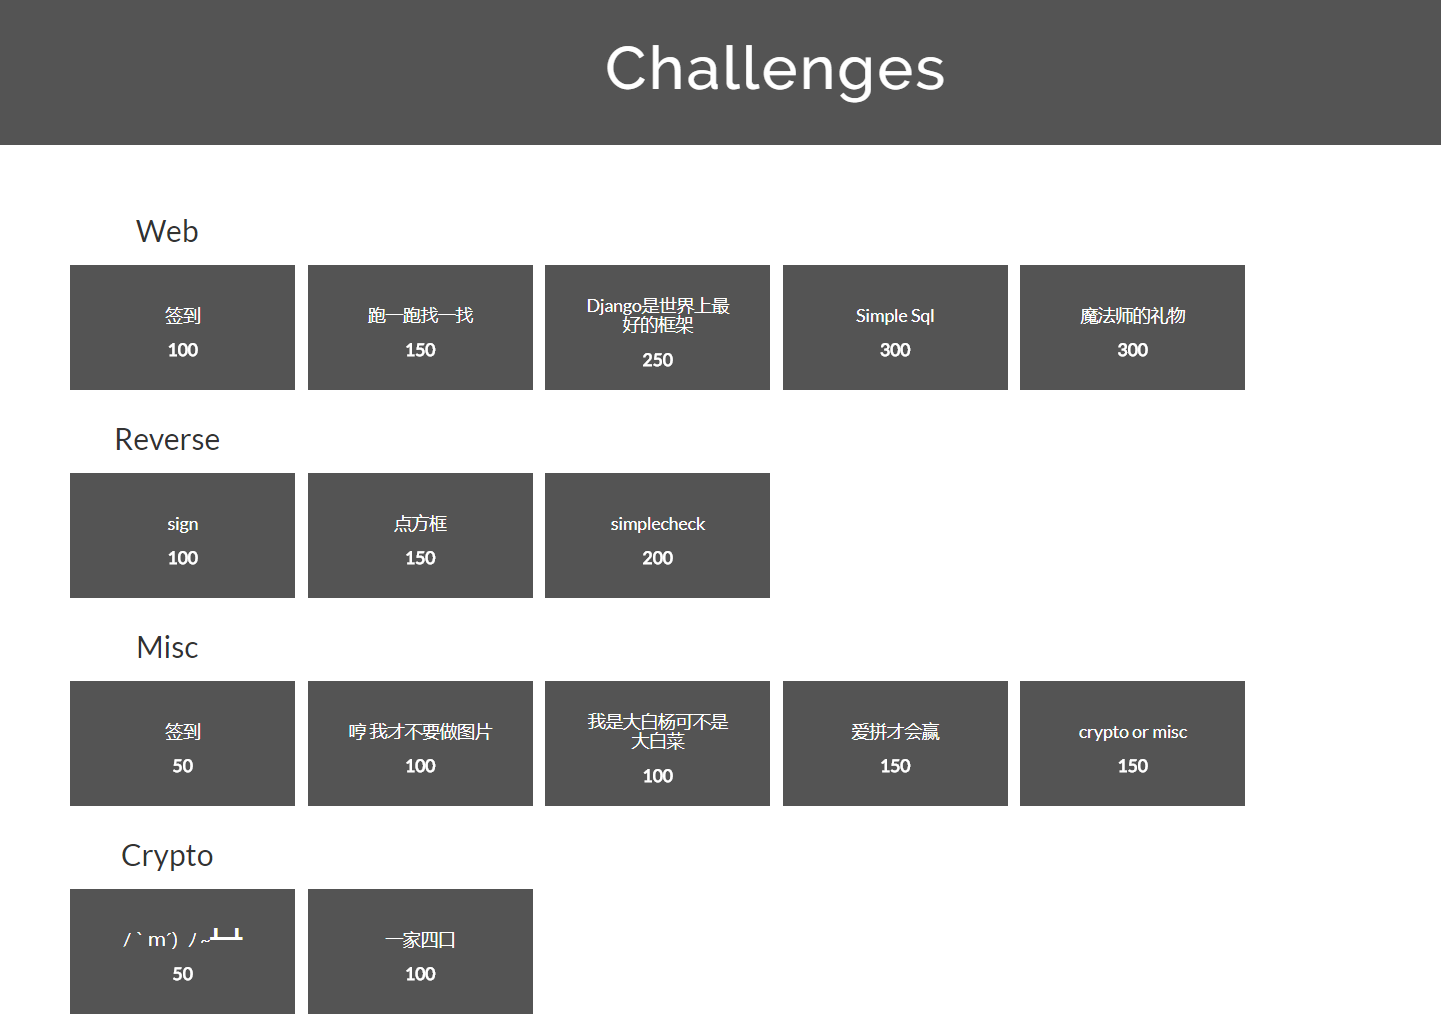 Challenges
Web
签到
100
跑一跑找一找
150
Django是世界上最
好的框架
250
Simple Sql
300
魔法师的礼物
300
Reverse
sign
100
点方框
150
simplecheck
200
Misc
签到
50
哼 我才不要做图片
100
我是大白杨可不是
大白菜
100
爱拼才会赢
150
crypto or misc
150
Crypto
/｀m´）ﾉ ~┻━┻
50
一家四口
100